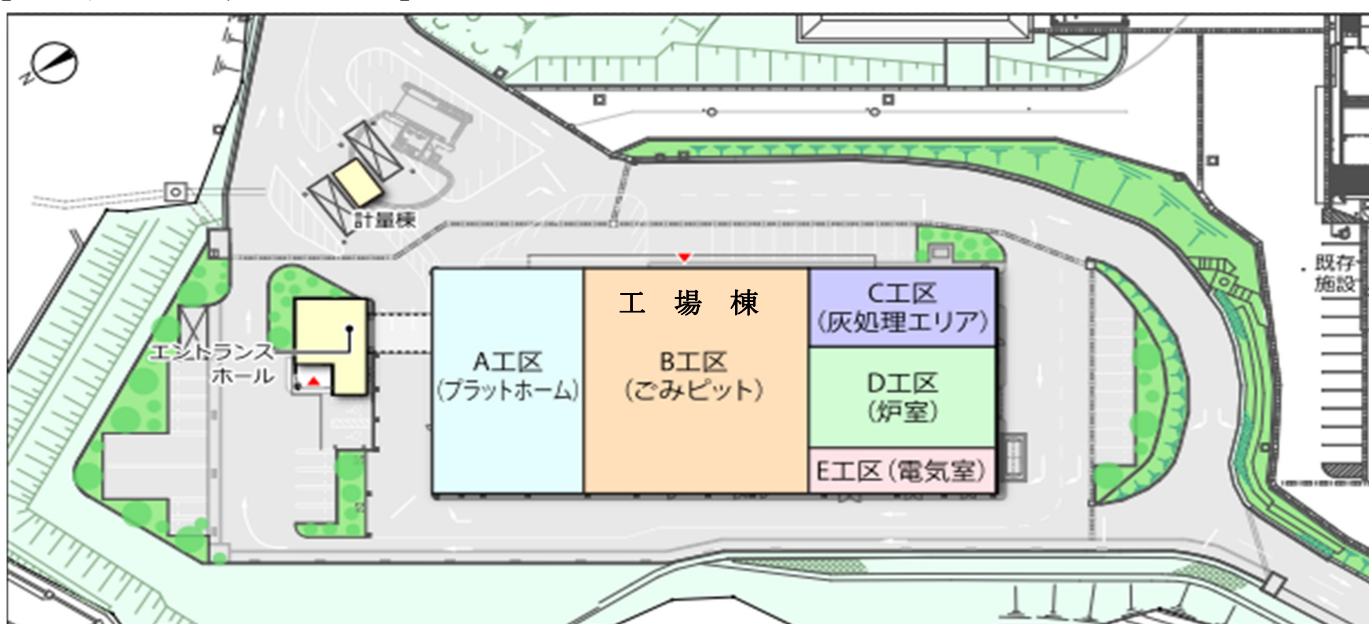 N
計量棟
既存
施設
工場棟
エントランス
ホール
A工区
(プラットホーム)
B工区
(ごみピット)
C工区
(灰処理エリア)
D工区
(炉室)
E工区(電気室)